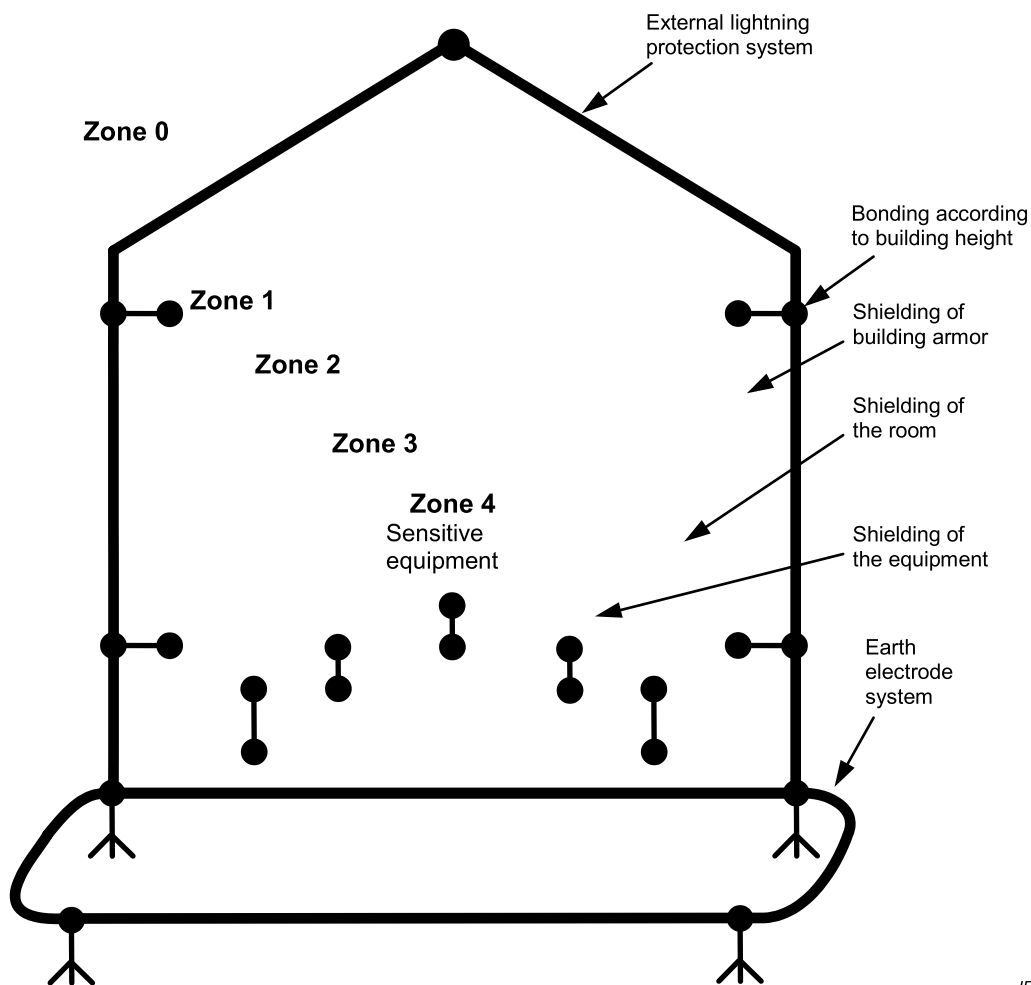 External lightning
protection system
Zone 0
Bonding according
to building height
Zone 1
Shielding of
building armor
Zone 2
Shielding of
the room
Zone 3
Zone 4
Sensitive
equipment
Shielding of
the equipment
Earth
electrode
system